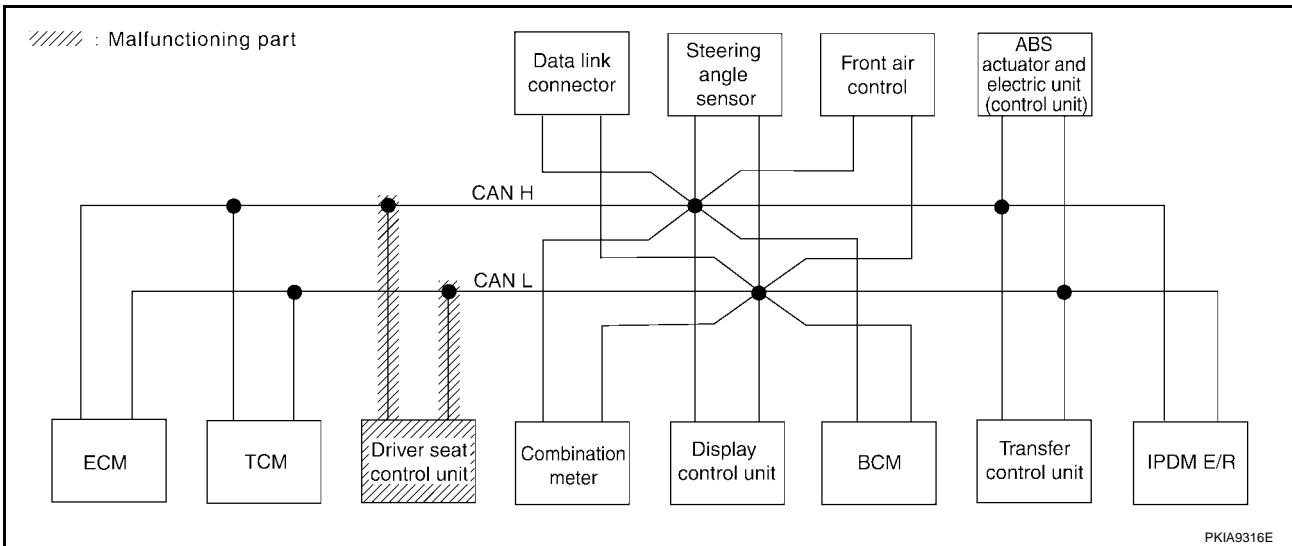 : Malfunctioning part
Data link
connector
Steering
angle
sensor
Front air
control
ABS
actuator and
electric unit
(control unit)
CAN H
CAN L
ECM
TCM
Driver seat
control unit
Combination
meter
Display
control unit
BCM
Transfer
control unit
IPDM E/R
PKIA9316E